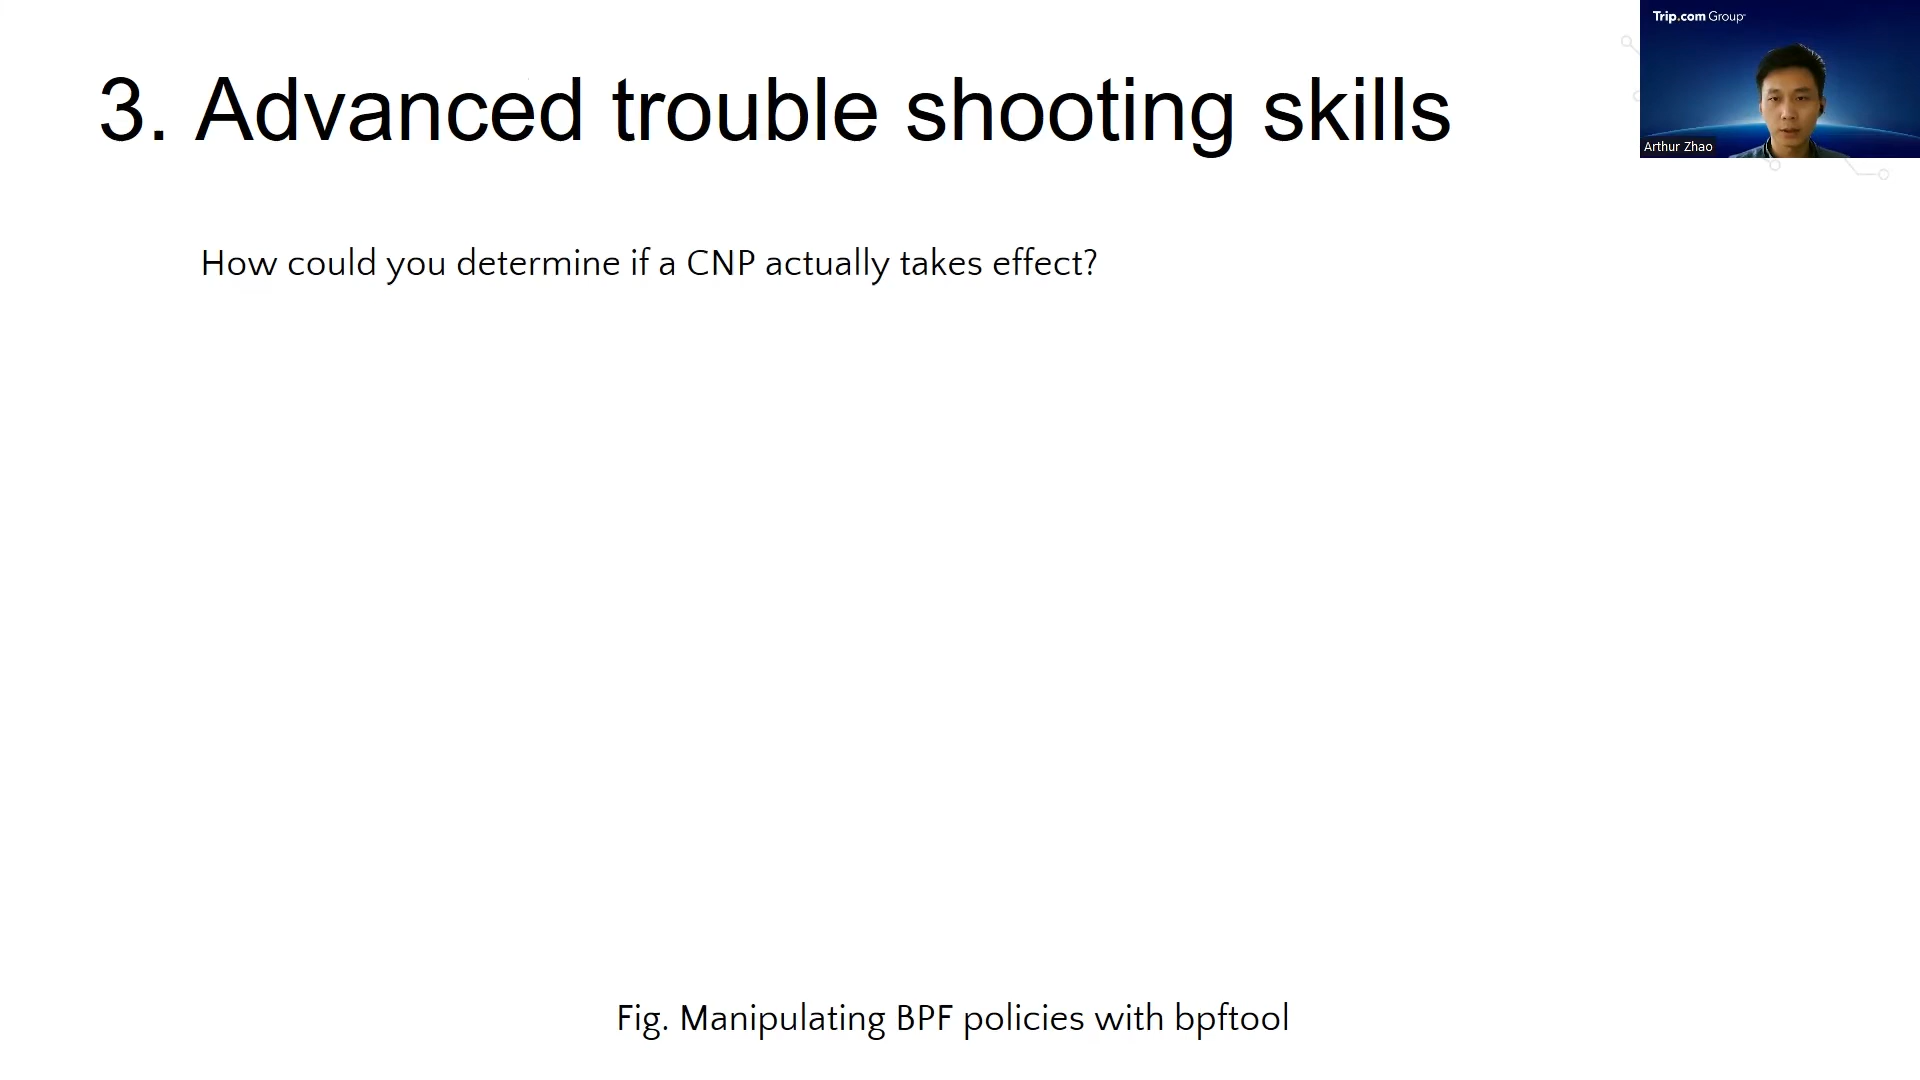 Trip.com Group
3. Advanced trouble shooting skills
Arthur Zhao
How could you determine if a CNP actually takes effect?
Fig. Manipulating BPF policies with bpftool